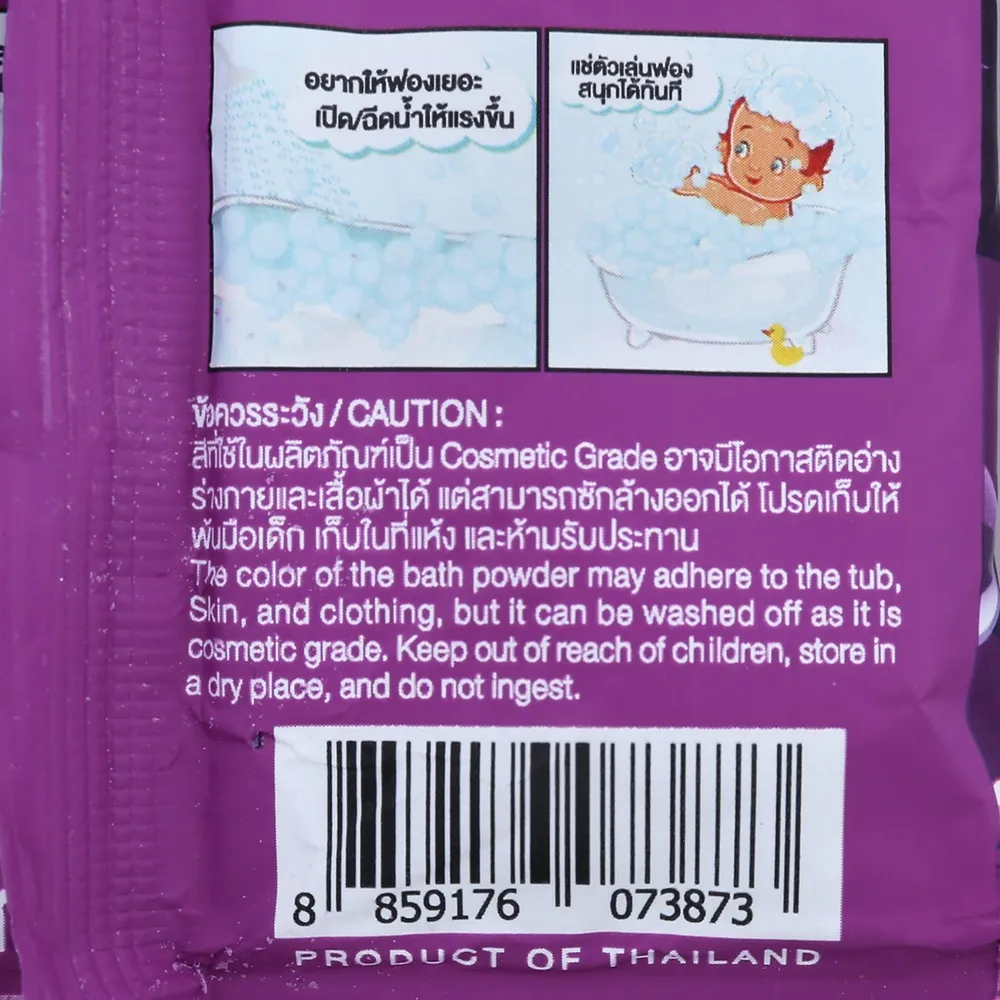 อยากให้ฟองเยอะ
เปิด/ฉีดน้ำให้แรงขึ้น
แช่ตัวเล่นฟอง
สนุกได้ทันที
ข้อควรระวัง / CAUTION :
สีที่ใช้ในผลิตภัณฑ์เป็น Cosmetic Grade อาจมีโอกาสติดอ่าง
ร่างกายและเสื้อผ้าได้ แต่สามารถซักล้างออกได้ โปรดเก็บให้
พ้นมือเด็ก เก็บในที่แห้ง และห้ามรับประทาน
The color of the bath powder may adhere to the tub,
Skin, and clothing, but it can be washed off as it is
cosmetic grade. Keep out of reach of children, store in
a dry place, and do not ingest.
8 859176 073873
PRODUCT OF THAILAND